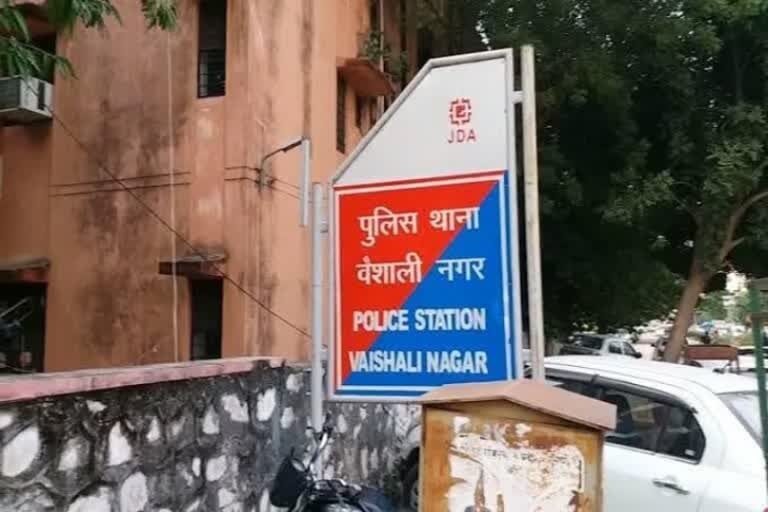 JDA
पुलिस थाना
वैशाली नगर
POLICE STATION
VAISHALI NAGAR